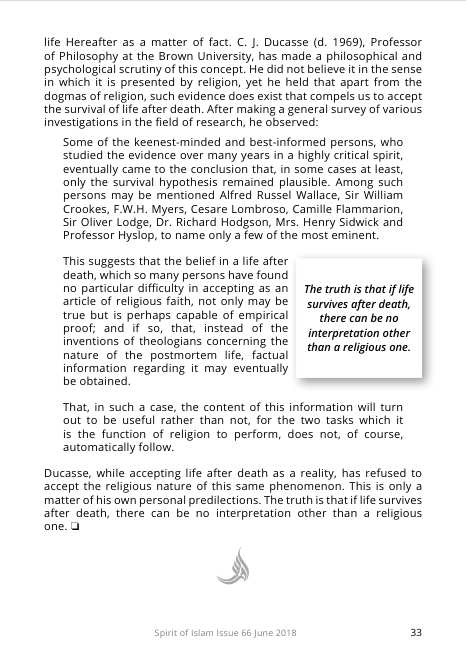 life Hereafter as a matter of fact. C. J. Ducasse (d. 1969), Professor
of Philosophy at the Brown University, has made a philosophical and
psychological scrutiny of this concept. He did not believe it in the sense
in which it is presented by religion, yet he held that apart from the
dogmas of religion, such evidence does exist that compels us to accept
the survival of life after death. After making a general survey of various
investigations in the field of research, he observed:
Some of the keenest-minded and best-informed persons, who
studied the evidence over many years in a highly critical spirit,
eventually came to the conclusion that, in some cases at least,
only the survival hypothesis remained plausible. Among such
persons may be mentioned Alfred Russel Wallace, Sir William
Crookes, F.W.H. Myers, Cesare Lombroso, Camille Flammarion,
Sir Oliver Lodge, Dr. Richard Hodgson, Mrs. Henry Sidwick and
Professor Hyslop, to name only a few of the most eminent.
This suggests that the belief in a life after
death, which so many persons have found
no particular difficulty in accepting as an
article of religious faith, not only may be
true but is perhaps capable of empirical
proof; and if so, that, instead of the
inventions of theologians concerning the
nature of the postmortem life, factual
information regarding it may eventually
be obtained.
The truth is that if life
survives after death,
there can be no
interpretation other
than a religious one.
That, in such a case, the content of this information will turn
out to be useful rather than not, for the two tasks which it
is the function of religion to perform, does not, of course,
automatically follow.
Ducasse, while accepting life after death as a reality, has refused to
accept the religious nature of this same phenomenon. This is only a
matter of his own personal predilections. The truth is that if life survives
after death, there can be no interpretation other than a religious
one. ❏
Spirit of Islam Issue 66 June 2018
33